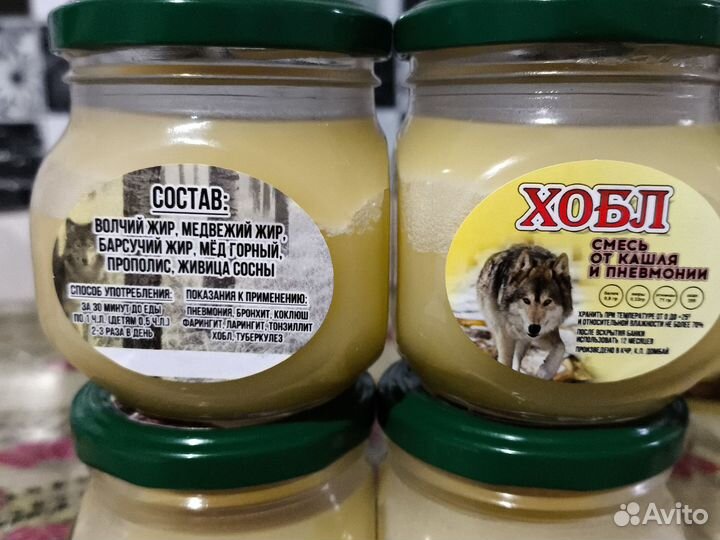 СОСТАВ:
ВОЛЧИЙ ЖИР, МЕДВЕЖИЙ ЖИР,
БАРСУЧИЙ ЖИР, МЁД ГОРНЫЙ,
ПРОПОЛИС, ЖИВИЦА СОСНЫ
СПОСОБ УПОТРЕБЛЕНИЯ:
ЗА 30 МИНУТ ДО ЕДЫ
ПО 1 Ч.Л. (ДЕТЯМ 0,5 Ч.Л.)
2-3 РАЗА В ДЕНЬ
ПОКАЗАНИЯ К ПРИМЕНЕНИЮ:
ПНЕВМОНИЯ, БРОНХИТ, КОКЛЮШ
ФАРИНГИТ, ЛАРИНГИТ, ТОНЗИЛЛИТ
ХОБЛ, ТУБЕРКУЛЕЗ
ХОБЛ
СМЕСЬ
ОТ КАШЛЯ
И ПНЕВМОНИИ
ХРАНИТЬ ПРИ ТЕМПЕРАТУРЕ ОТ 0 ДО +25°
И ОТНОСИТЕЛЬНОЙ ВЛАЖНОСТИ НЕ БОЛЕЕ 70%
ПОСЛЕ ВСКРЫТИЯ БАНКИ
ИСПОЛЬЗОВАТЬ 12 МЕСЯЦЕВ
ПРОИЗВЕДЕНО В КЧР, К.П. ДОМБАЙ
Avito